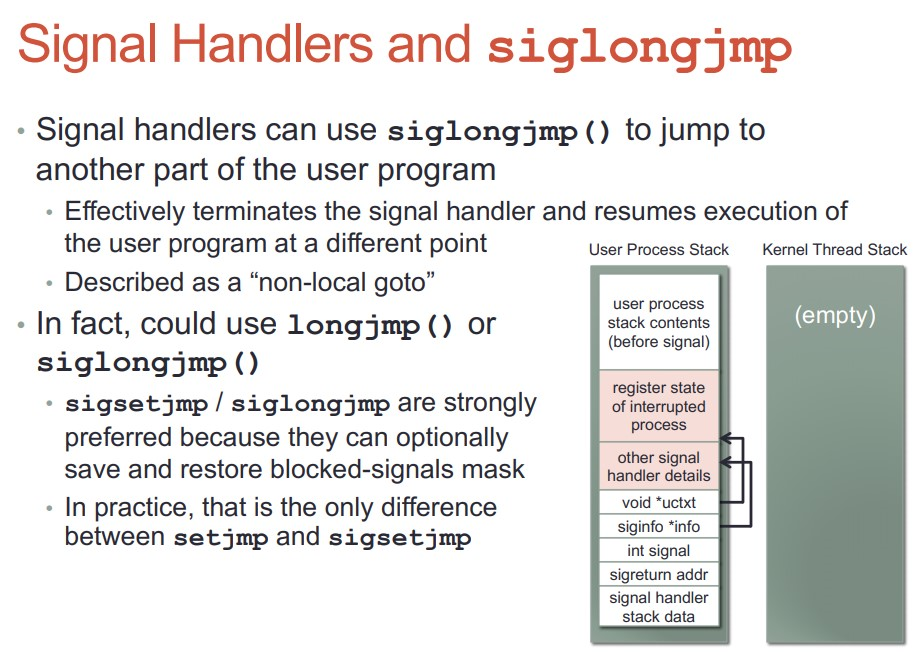 Signal Handlers and siglongjmp
• Signal handlers can use siglongjmp() to jump to
another part of the user program
• Effectively terminates the signal handler and resumes execution of
the user program at a different point
• Described as a “non-local goto”
• In fact, could use longjmp() or
siglongjmp()
• sigsetjmp / siglongjmp are strongly
preferred because they can optionally
save and restore blocked-signals mask
• In practice, that is the only difference
between setjmp and sigsetjmp
User Process Stack
user process
stack contents
(before signal)
register state
of interrupted
process
other signal
handler details
void *uctxt
siginfo *info
int signal
sigreturn addr
signal handler
stack data
Kernel Thread Stack
(empty)